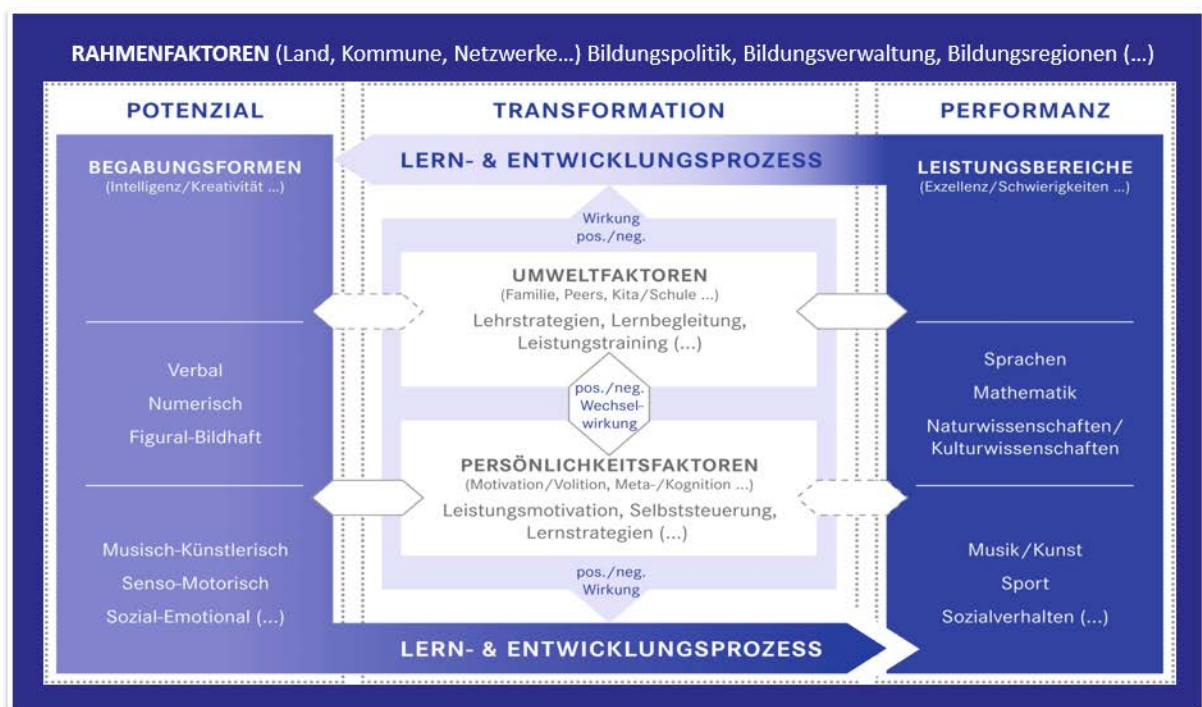 RAHMENFAKTOREN (Land, Kommune, Netzwerke…) Bildungspolitik, Bildungsverwaltung, Bildungsregionen (…)
POTENZIAL
TRANSFORMATION
PERFORMANZ
BEGABUNGSFORMEN
(Intelligenz/Kreativität ...)
LERN- & ENTWICKLUNGSPROZESS
LEISTUNGSBEREICHE
(Exzellenz/Schwierigkeiten ...)
Wirkung
pos./neg.
UMWELTFAKTOREN
(Familie, Peers, Kita/Schule ...)
Lehrstrategien, Lernbegleitung,
Leistungstraining (...)
Verbal
Numerisch
Figural-Bildhaft
pos./neg.
Wechsel-
wirkung
Sprachen
Mathematik
Naturwissenschaften/
Kulturwissenschaften
PERSÖNLICHKEITSFAKTOREN
(Motivation/Volition, Meta-/Kognition ...)
Leistungsmotivation, Selbststeuerung,
Lernstrategien (...)
Musisch-Künstlerisch
Senso-Motorisch
Sozial-Emotional (...)
pos./neg.
Wirkung
Musik/Kunst
Sport
Sozialverhalten (...)
LERN- & ENTWICKLUNGSPROZESS